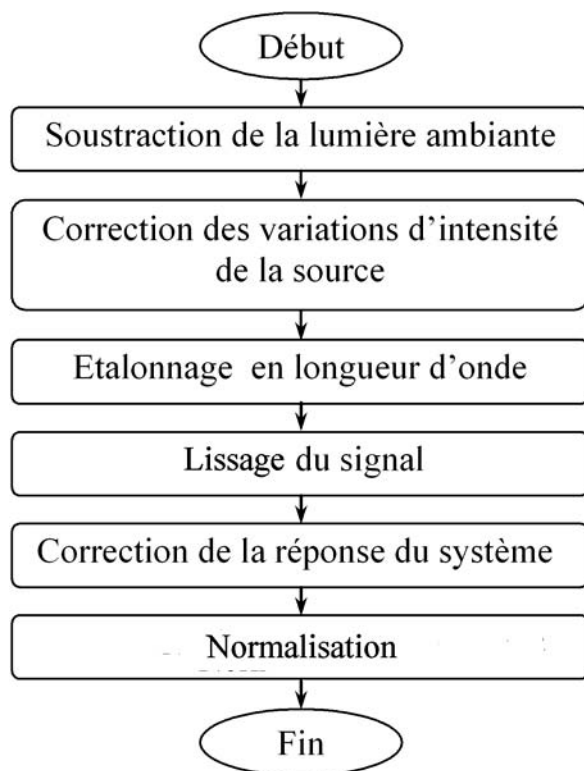 Début
Soustraction de la lumière ambiante
Correction des variations d'intensité
de la source
Etalonnage en longueur d'onde
Lissage du signal
Correction de la réponse du système
Normalisation
Fin